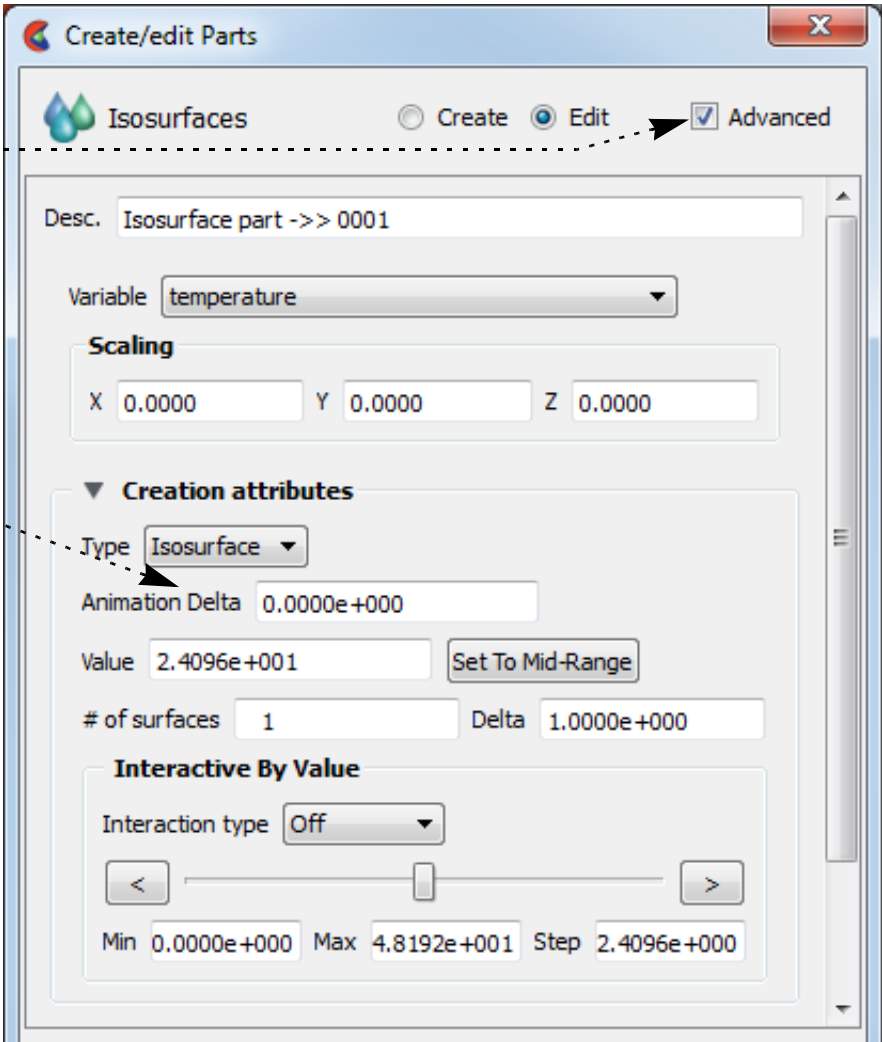 Create/edit Parts
x
Isosurfaces Create Edit Advanced
Desc. Isosurface part ->> 0001
Variable temperature
Scaling
X 0.0000 Y 0.0000 Z 0.0000
Creation attributes
Type Isosurface
Animation Delta 0.0000e+000
Value 2.4096e+001 Set To Mid-Range
# of surfaces 1 Delta 1.0000e+000
Interactive By Value
Interaction type Off
< >
Min 0.0000e+000 Max 4.8192e+001 Step 2.4096e+000